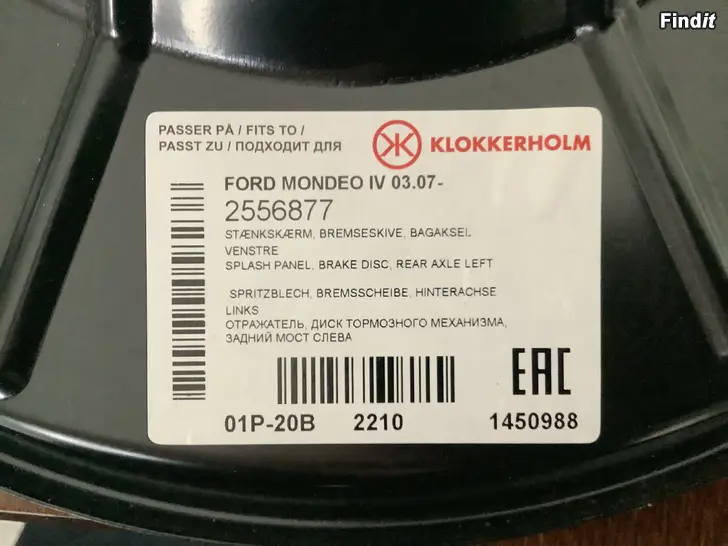 Findit
PASSER PÅ / FITS TO /
PASST ZU / ПОДХОДИТ ДЛЯ
KLOKKERHOLM
FORD MONDEO IV 03.07-
2556877
STÆNKSKÆRM, BREMSESKIVE, BAGAKSEL
VENSTRE
SPLASH PANEL, BRAKE DISC, REAR AXLE LEFT
SPRITZBLECH, BREMSSCHEIBE, HINTERACHSE
LINKS
ОТРАЖАТЕЛЬ, ДИСК ТОРМОЗНОГО МЕХАНИЗМА,
ЗАДНИЙ МОСТ СЛЕВА
EAC
01P-20B 2210 1450988